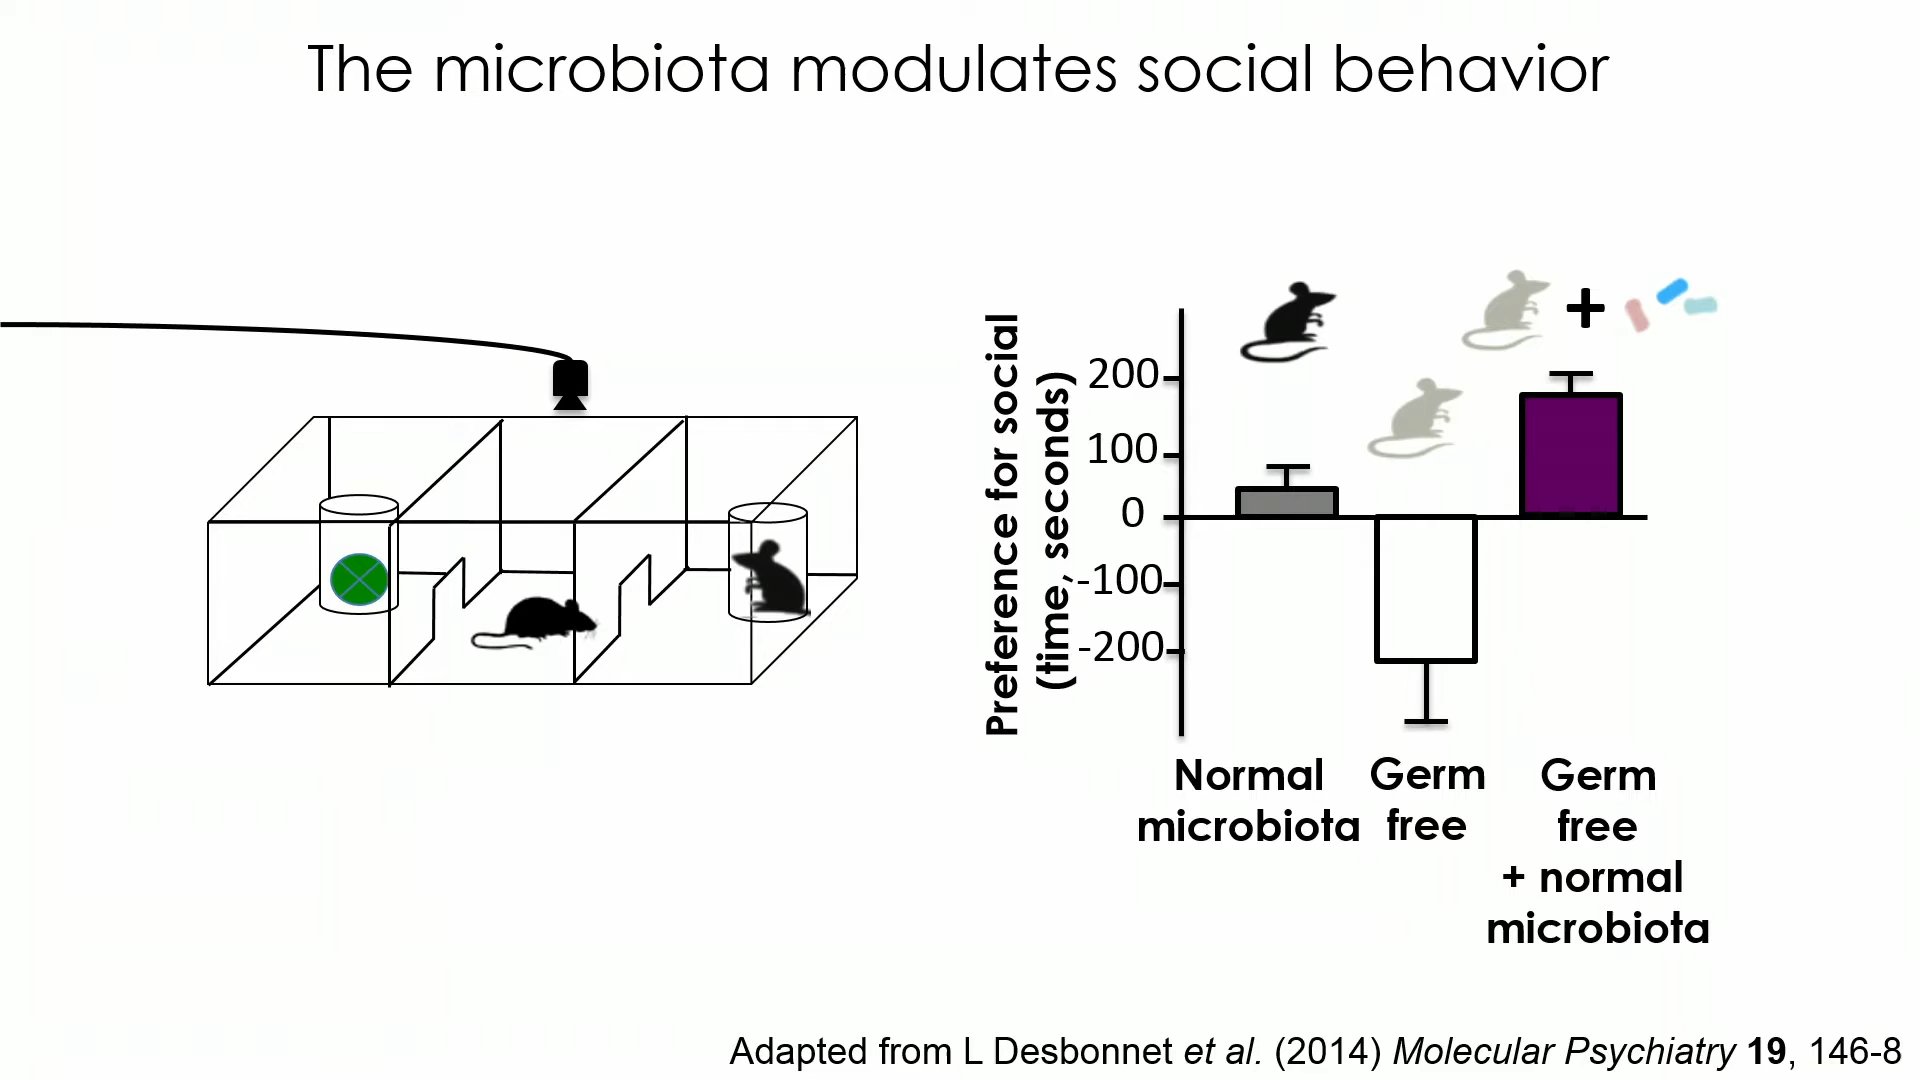 The microbiota modulates social behavior
Preference for social
(time, seconds)
200
100
0
-100
-200
+
Normal
microbiota
Germ
free
Germ
free
+ normal
microbiota
Adapted from L Desbonnet et al. (2014) Molecular Psychiatry 19, 146-8